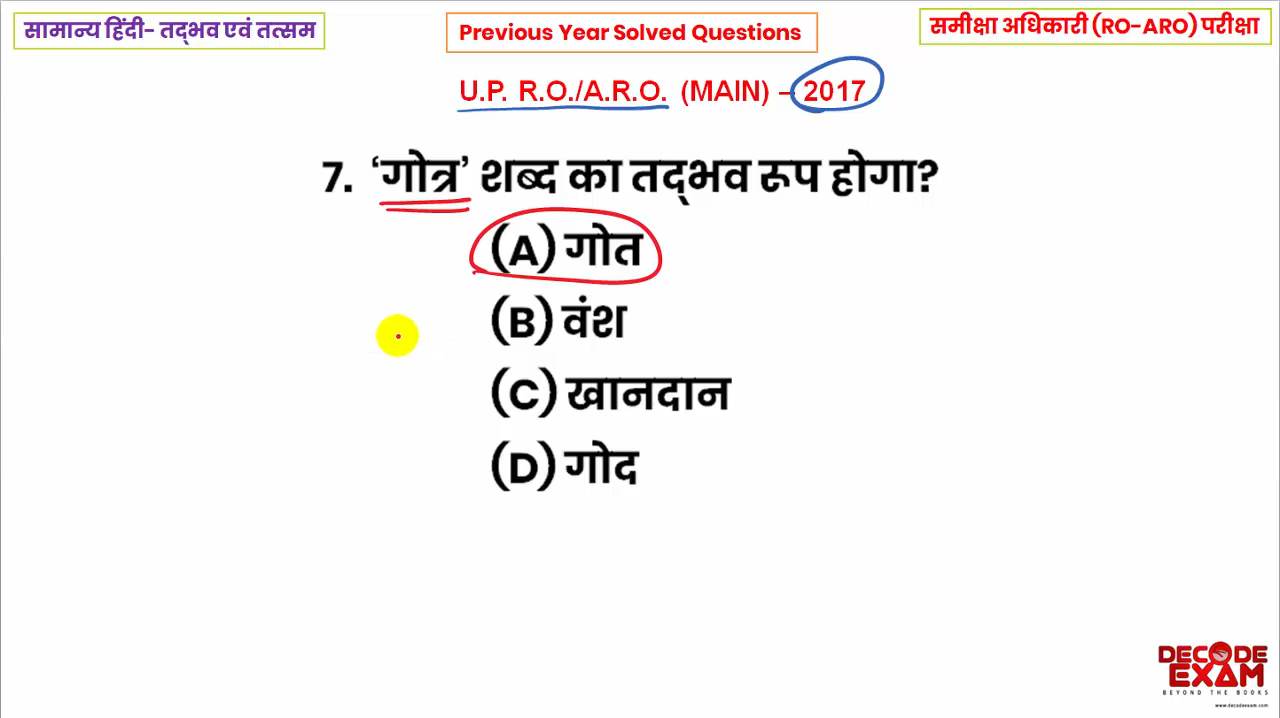 सामान्य हिंदी- तद्भव एवं तत्सम
Previous Year Solved Questions
समीक्षा अधिकारी (RO-ARO) परीक्षा
U.P. R.O./A.R.O. (MAIN) – 2017
7. ‘गोत्र’ शब्द का तद्भव रूप होगा?
(A) गोत
(B) वंश
(C) खानदान
(D) गोद
DECODE
EXAM
BEYOND THE BOOKS
www.decodeexam.com